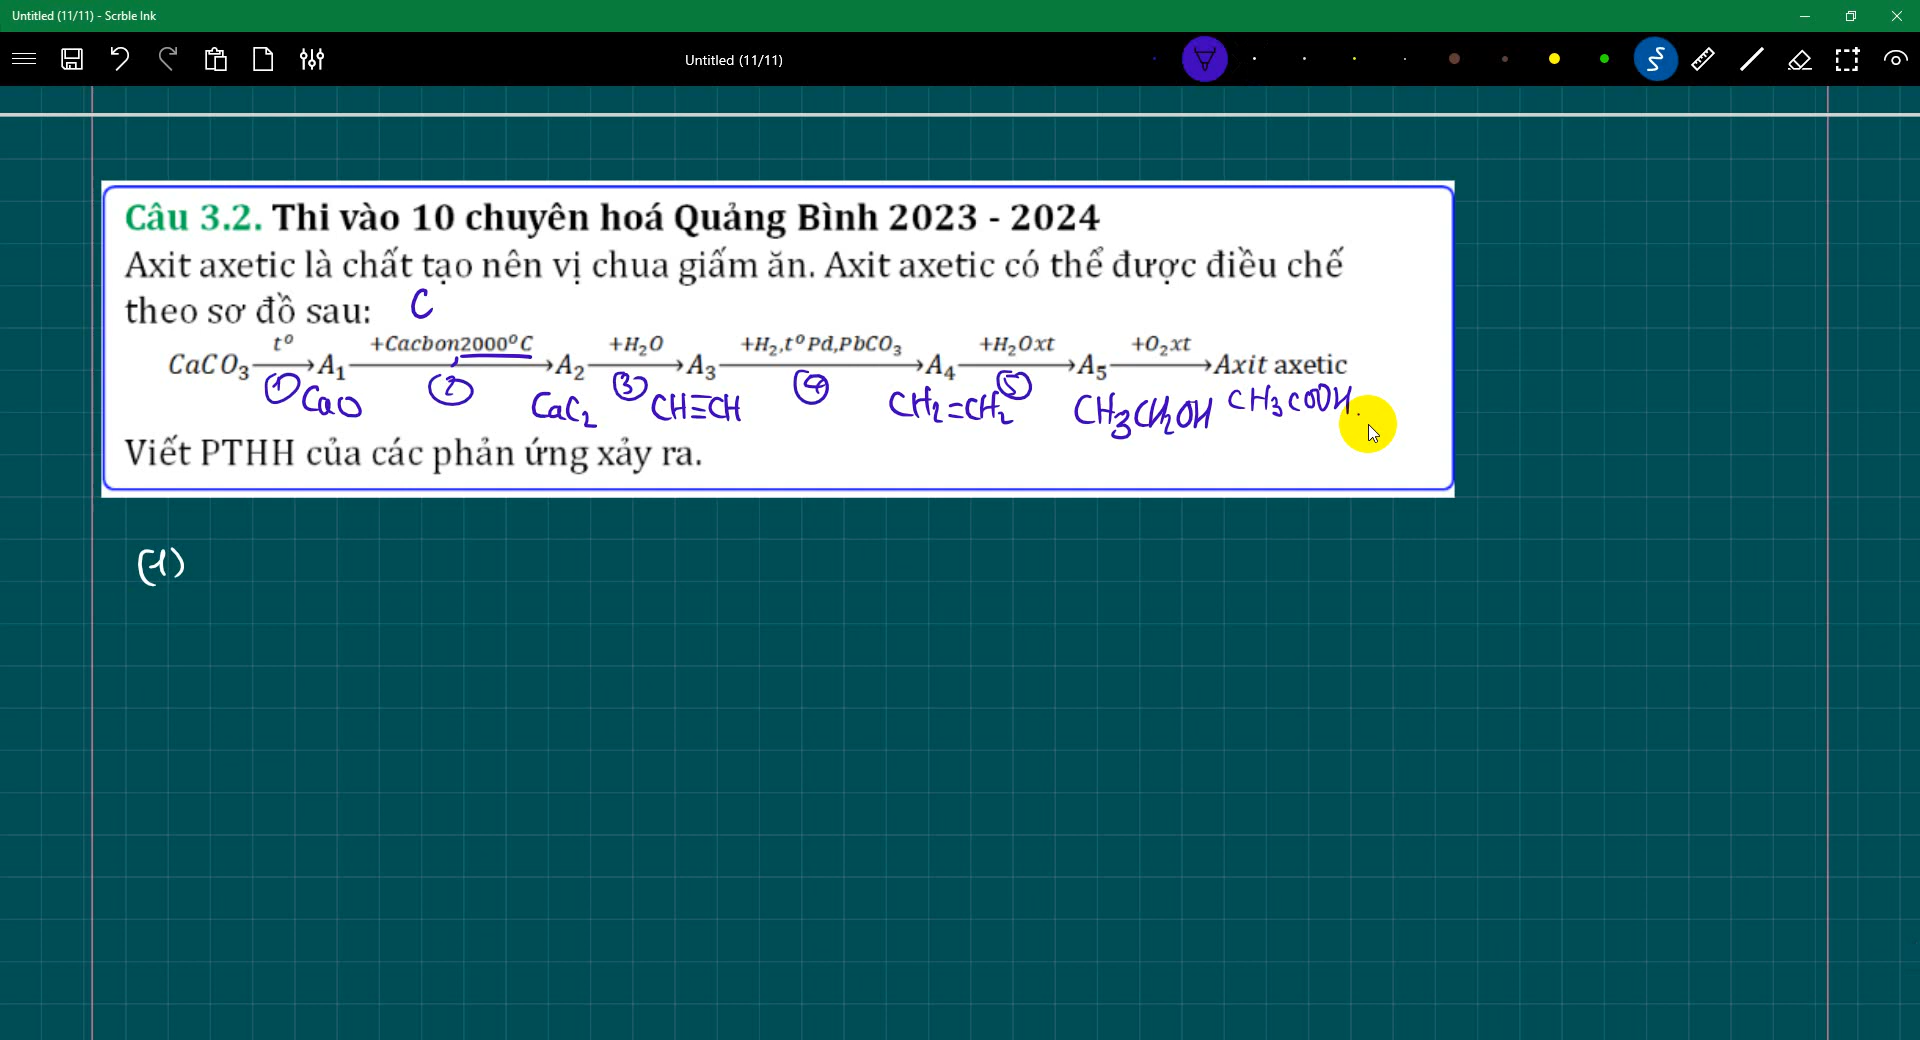 Untitled (11/11) - Scrble Ink
Untitled (11/11)
Câu 3.2. Thi vào 10 chuyên hoá Quảng Bình 2023 - 2024
Axit axetic là chất tạo nên vị chua giấm ăn. Axit axetic có thể được điều chế
theo sơ đồ sau: C
CaCO₃ —t⁰→ A₁ —+Cacbon2000⁰C→ A₂ —+H₂O→ A₃ —+H₂,t⁰Pd,PbCO₃→ A₄ —+H₂Oxt→ A₅ —+O₂xt→ Axit axetic
① CaO ② CaC₂ ③ CH≡CH ④ CH₂=CH₂ ⑤ CH₃CH₂OH CH₃COOH
Viết PTHH của các phản ứng xảy ra.
(1)